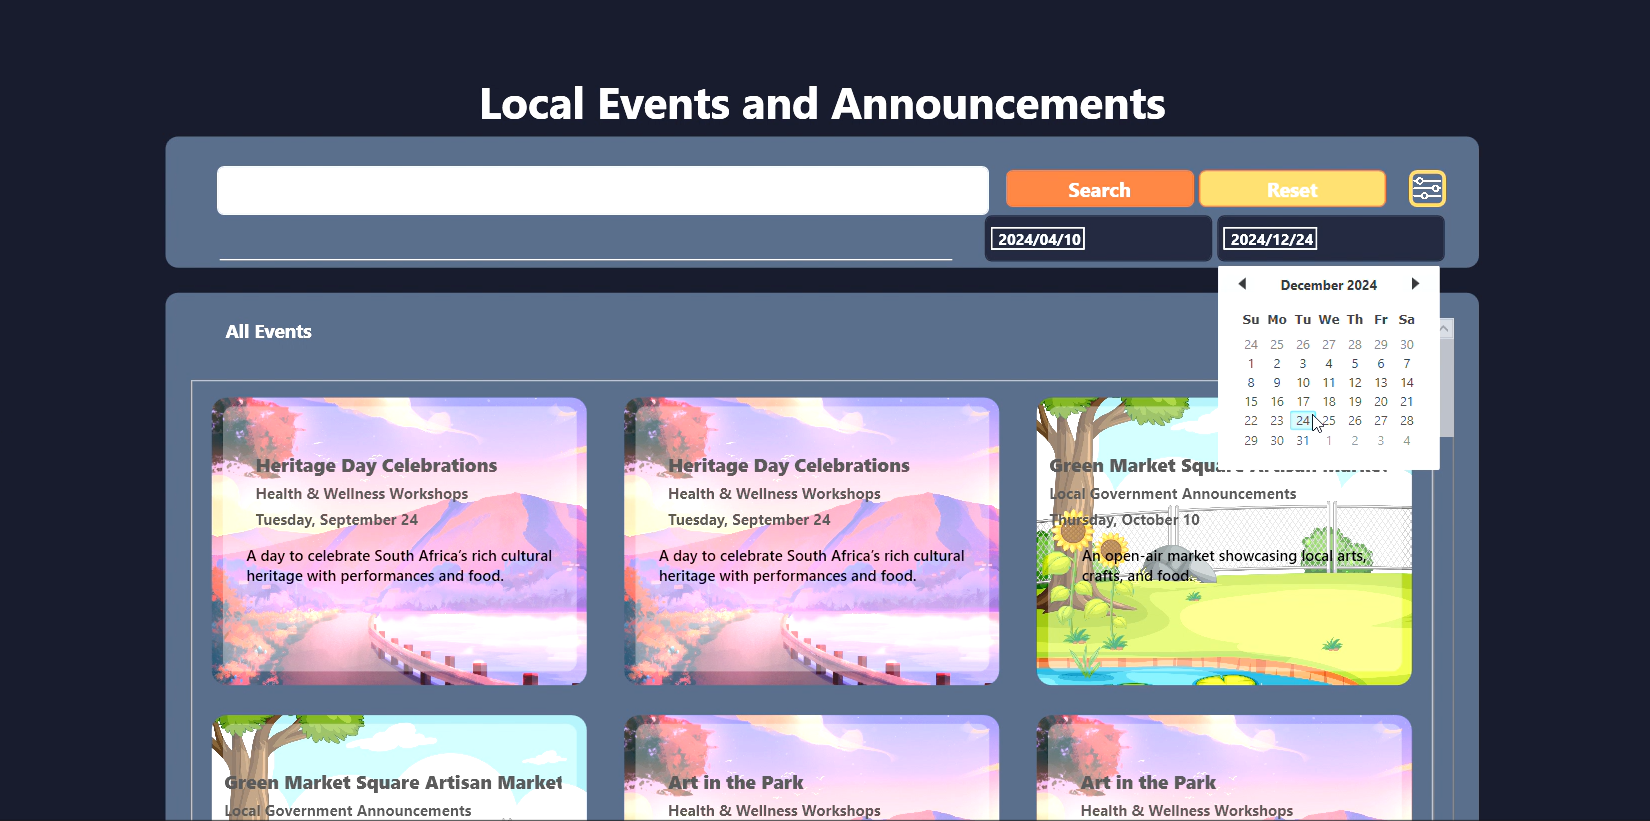 Local Events and Announcements
Search
Reset
2024/04/10
2024/12/24
December 2024
Su Mo Tu We Th Fr Sa
24 25 26 27 28 29 30
1 2 3 4 5 6 7
8 9 10 11 12 13 14
15 16 17 18 19 20 21
22 23 24 25 26 27 28
29 30 31 1 2 3 4
All Events
Heritage Day Celebrations
Health & Wellness Workshops
Tuesday, September 24
A day to celebrate South Africa's rich cultural
heritage with performances and food.
Heritage Day Celebrations
Health & Wellness Workshops
Tuesday, September 24
A day to celebrate South Africa's rich cultural
heritage with performances and food.
Green Market Square Artisan Market
Local Government Announcements
Thursday, October 10
An open-air market showcasing local arts,
crafts, and food.
Green Market Square Artisan Market
Local Government Announcements
Art in the Park
Health & Wellness Workshops
Art in the Park
Health & Wellness Workshops